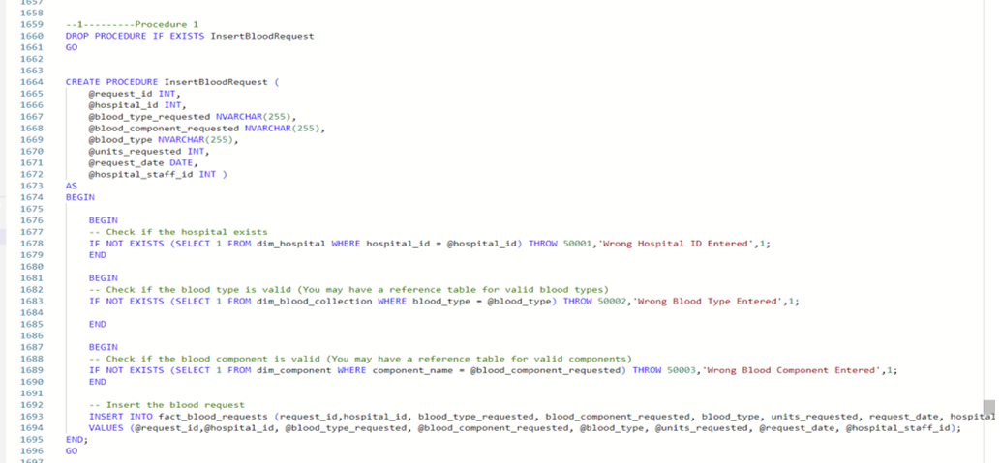 1657
1658
1659 --1---------Procedure 1
1660 DROP PROCEDURE IF EXISTS InsertBloodRequest
1661 GO
1662
1663
1664 CREATE PROCEDURE InsertBloodRequest (
1665 @request_id INT,
1666 @hospital_id INT,
1667 @blood_type_requested NVARCHAR(255),
1668 @blood_component_requested NVARCHAR(255),
1669 @blood_type NVARCHAR(255),
1670 @units_requested INT,
1671 @request_date DATE,
1672 @hospital_staff_id INT )
1673 AS
1674 BEGIN
1675
1676 BEGIN
1677 -- Check if the hospital exists
1678 IF NOT EXISTS (SELECT 1 FROM dim_hospital WHERE hospital_id = @hospital_id) THROW 50001,'Wrong Hospital ID Entered',1;
1679 END
1680
1681 BEGIN
1682 -- Check if the blood type is valid (You may have a reference table for valid blood types)
1683 IF NOT EXISTS (SELECT 1 FROM dim_blood_collection WHERE blood_type = @blood_type) THROW 50002,'Wrong Blood Type Entered',1;
1684
1685 END
1686
1687 BEGIN
1688 -- Check if the blood component is valid (You may have a reference table for valid components)
1689 IF NOT EXISTS (SELECT 1 FROM dim_component WHERE component_name = @blood_component_requested) THROW 50003,'Wrong Blood Component Entered',1;
1690 END
1691
1692 -- Insert the blood request
1693 INSERT INTO fact_blood_requests (request_id,hospital_id, blood_type_requested, blood_component_requested, blood_type, units_requested, request_date, hospital
1694 VALUES (@request_id,@hospital_id, @blood_type_requested, @blood_component_requested, @blood_type, @units_requested, @request_date, @hospital_staff_id);
1695 END;
1696 GO
1697